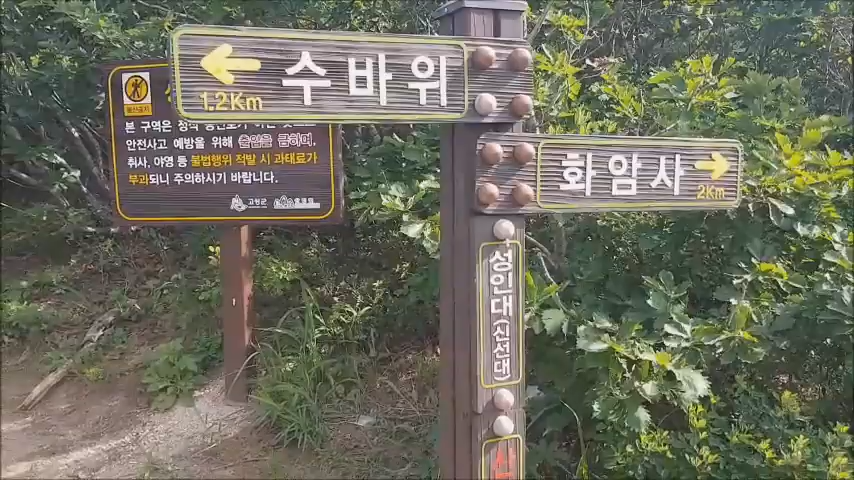 수바위
1.2KM
출입금지
본 구역은
안전사고 예방을 위해 출입을 금하며,
취사, 야영 등 불법행위 적발 시 과태료가
부과되니 주의하시기 바랍니다.
고성군
화암사
2KM
성인대(신선대)